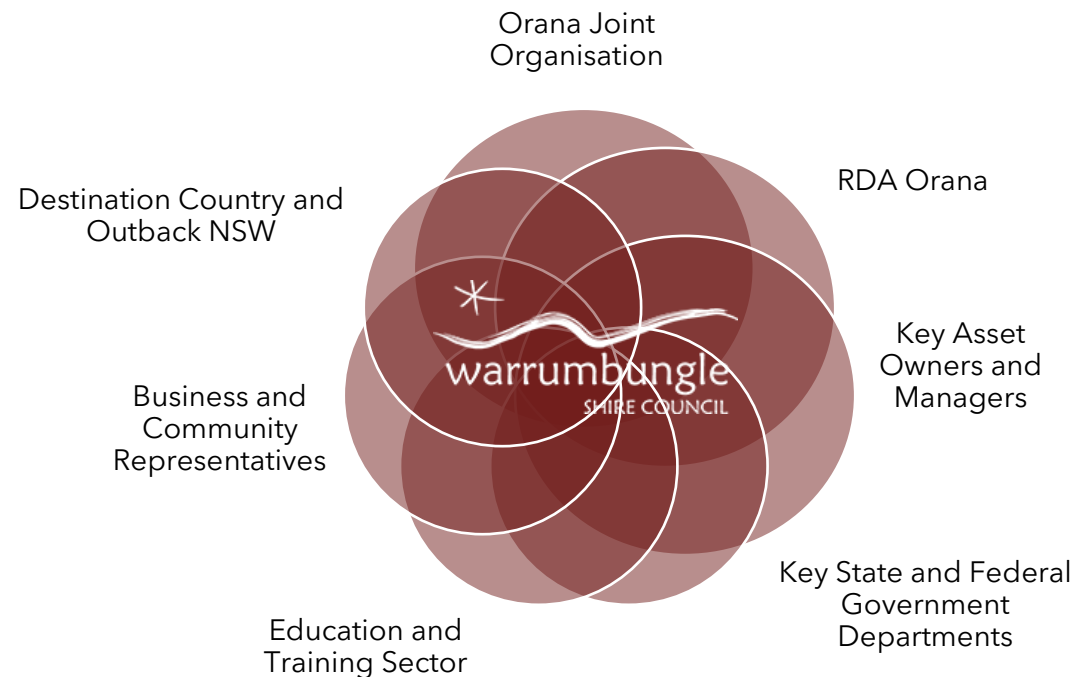 Orana Joint
Organisation
RDA Orana
Destination Country and
Outback NSW
Key Asset
Owners and
Managers
warrumbungle
SHIRE COUNCIL
Business and
Community
Representatives
Key State and Federal
Government
Departments
Education and
Training Sector